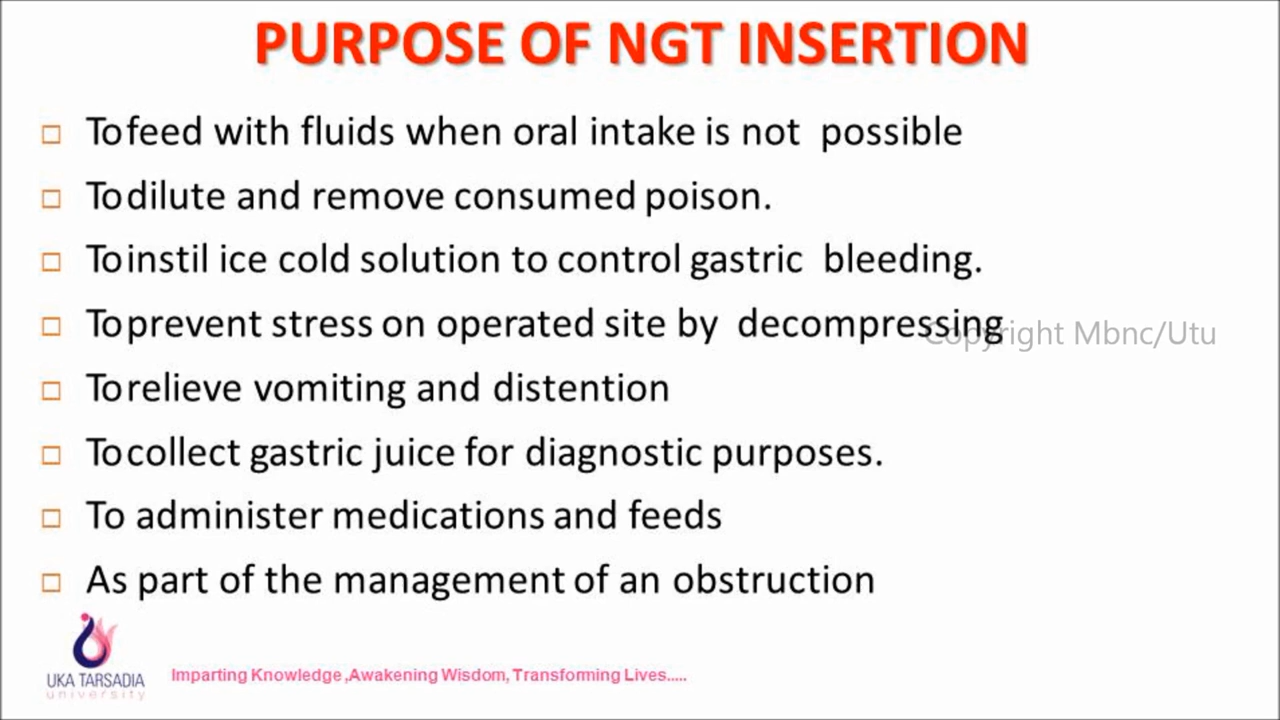 PURPOSE OF NGT INSERTION
□ Tofeed with fluids when oral intake is not possible
□ Todilute and remove consumed poison.
□ Toinstil ice cold solution to control gastric bleeding.
□ Toprevent stress on operated site by decompressing
Copyright Mbnc/Utu
□ Torelieve vomiting and distention
□ Tocollect gastric juice for diagnostic purposes.
□ To administer medications and feeds
□ As part of the management of an obstruction
UKA TARSADIA
university
Imparting Knowledge ,Awakening Wisdom, Transforming Lives.....